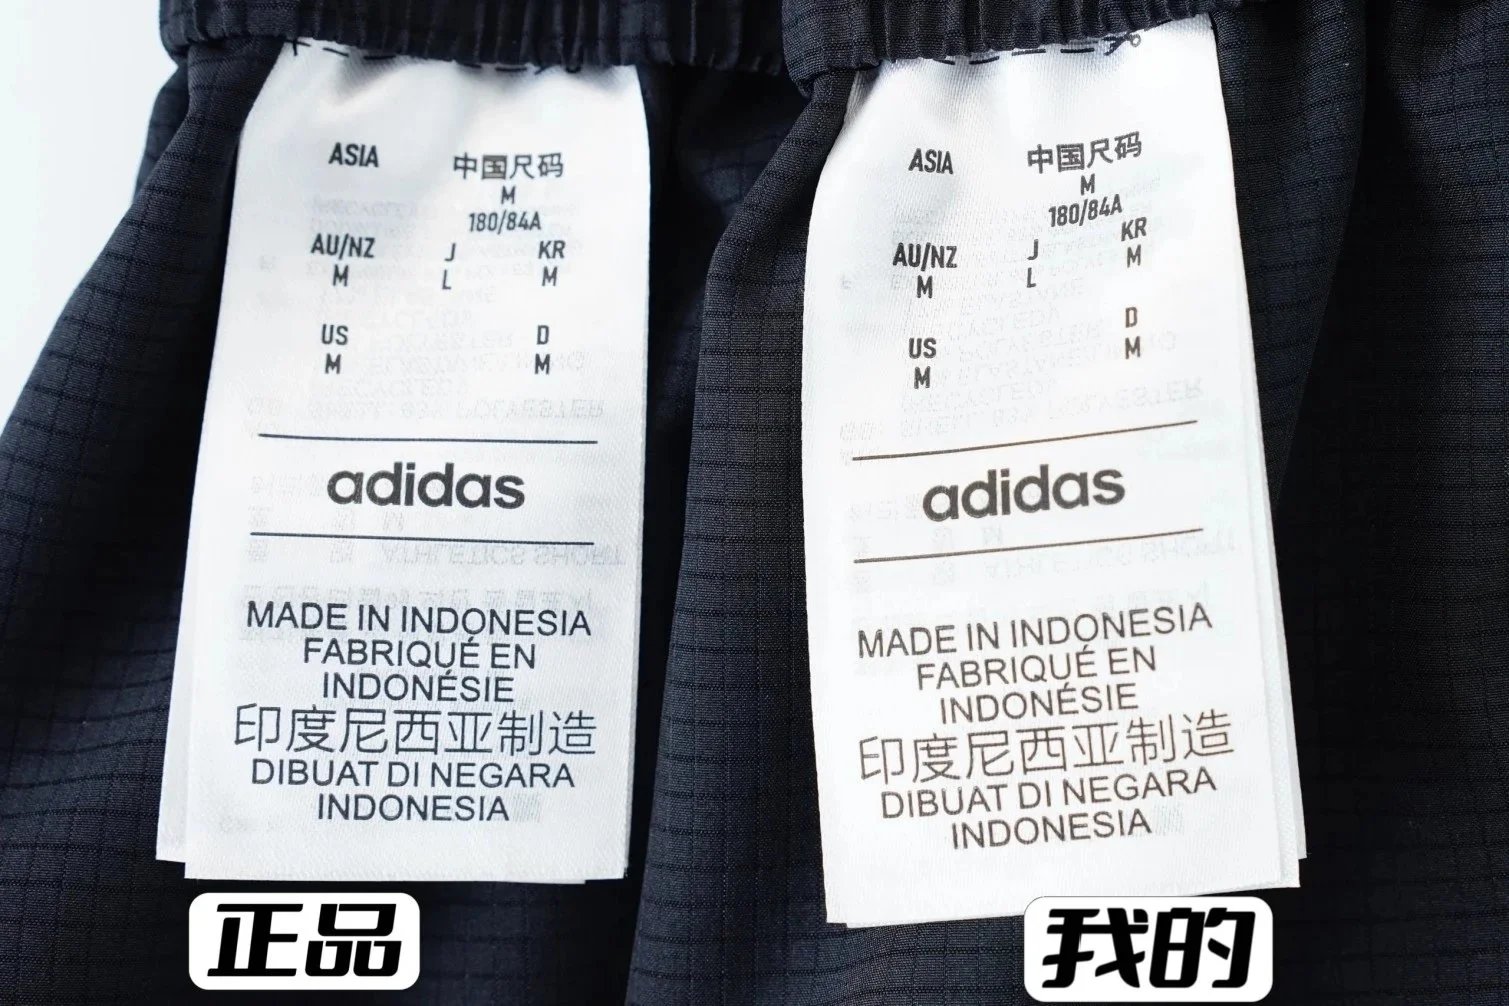 ASIA
中国尺码
M
180/84A
AU/NZ J KR
M L M
US D
M M
adidas
MADE IN INDONESIA
FABRIQUÉ EN
INDONÉSIE
印度尼西亚制造
DIBUAT DI NEGARA
INDONESIA
正品
ASIA
中国尺码
M
180/84A
AU/NZ J KR
M L M
US D
M M
adidas
MADE IN INDONESIA
FABRIQUÉ EN
INDONÉSIE
印度尼西亚制造
DIBUAT DI NEGARA
INDONESIA
我的